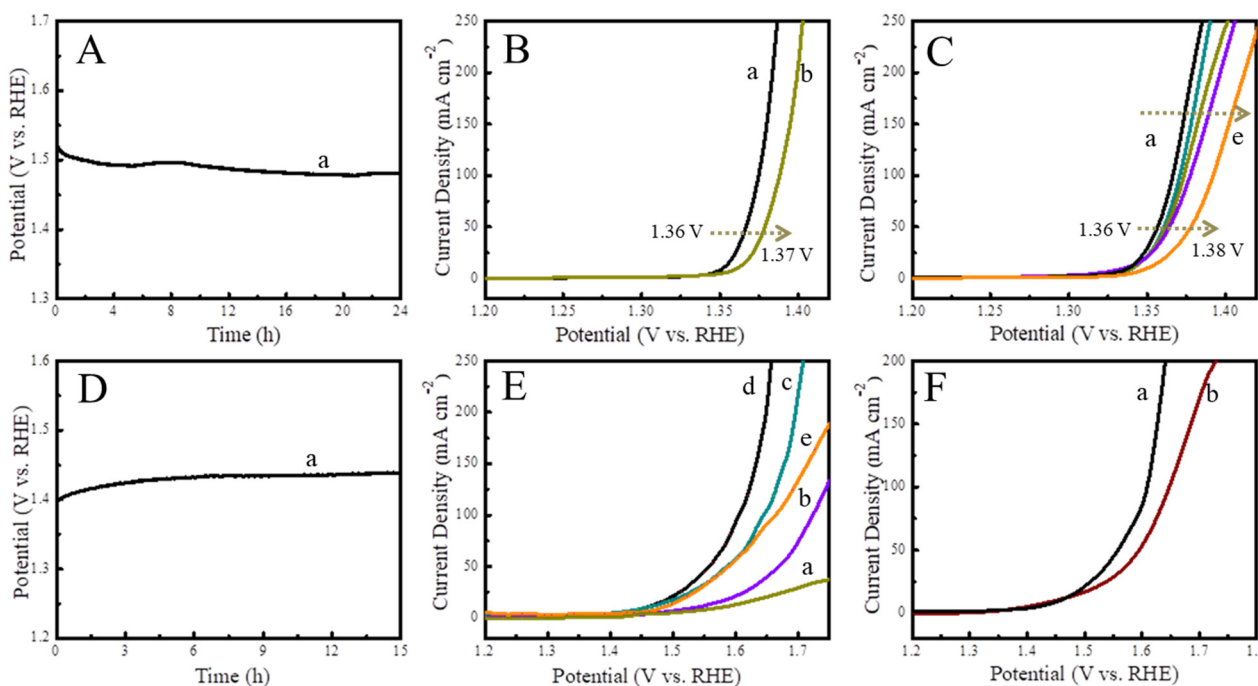 A
1.7
1.6
1.5
1.4
1.3
a
0 4 8 12 16 20 24
Time (h)
Potential (V vs. RHE)
B
250
200
150
100
50
0
a
b
1.36 V
1.37 V
1.20 1.25 1.30 1.35 1.40
Potential (V vs. RHE)
Current Density (mA cm-2)
C
250
200
150
100
50
0
a
e
1.36 V
1.38 V
1.20 1.25 1.30 1.35 1.40
Potential (V vs. RHE)
Current Density (mA cm-2)
D
1.6
1.5
1.4
1.3
1.2
a
0 3 6 9 12 15
Time (h)
Potential (V vs. RHE)
E
250
200
150
100
50
0
d
c
e
b
a
1.2 1.3 1.4 1.5 1.6 1.7
Potential (V vs. RHE)
Current Density (mA cm-2)
F
200
150
100
50
0
a
b
1.2 1.3 1.4 1.5 1.6 1.7
Potential (V vs. RHE)
Current Density (mA cm-2)